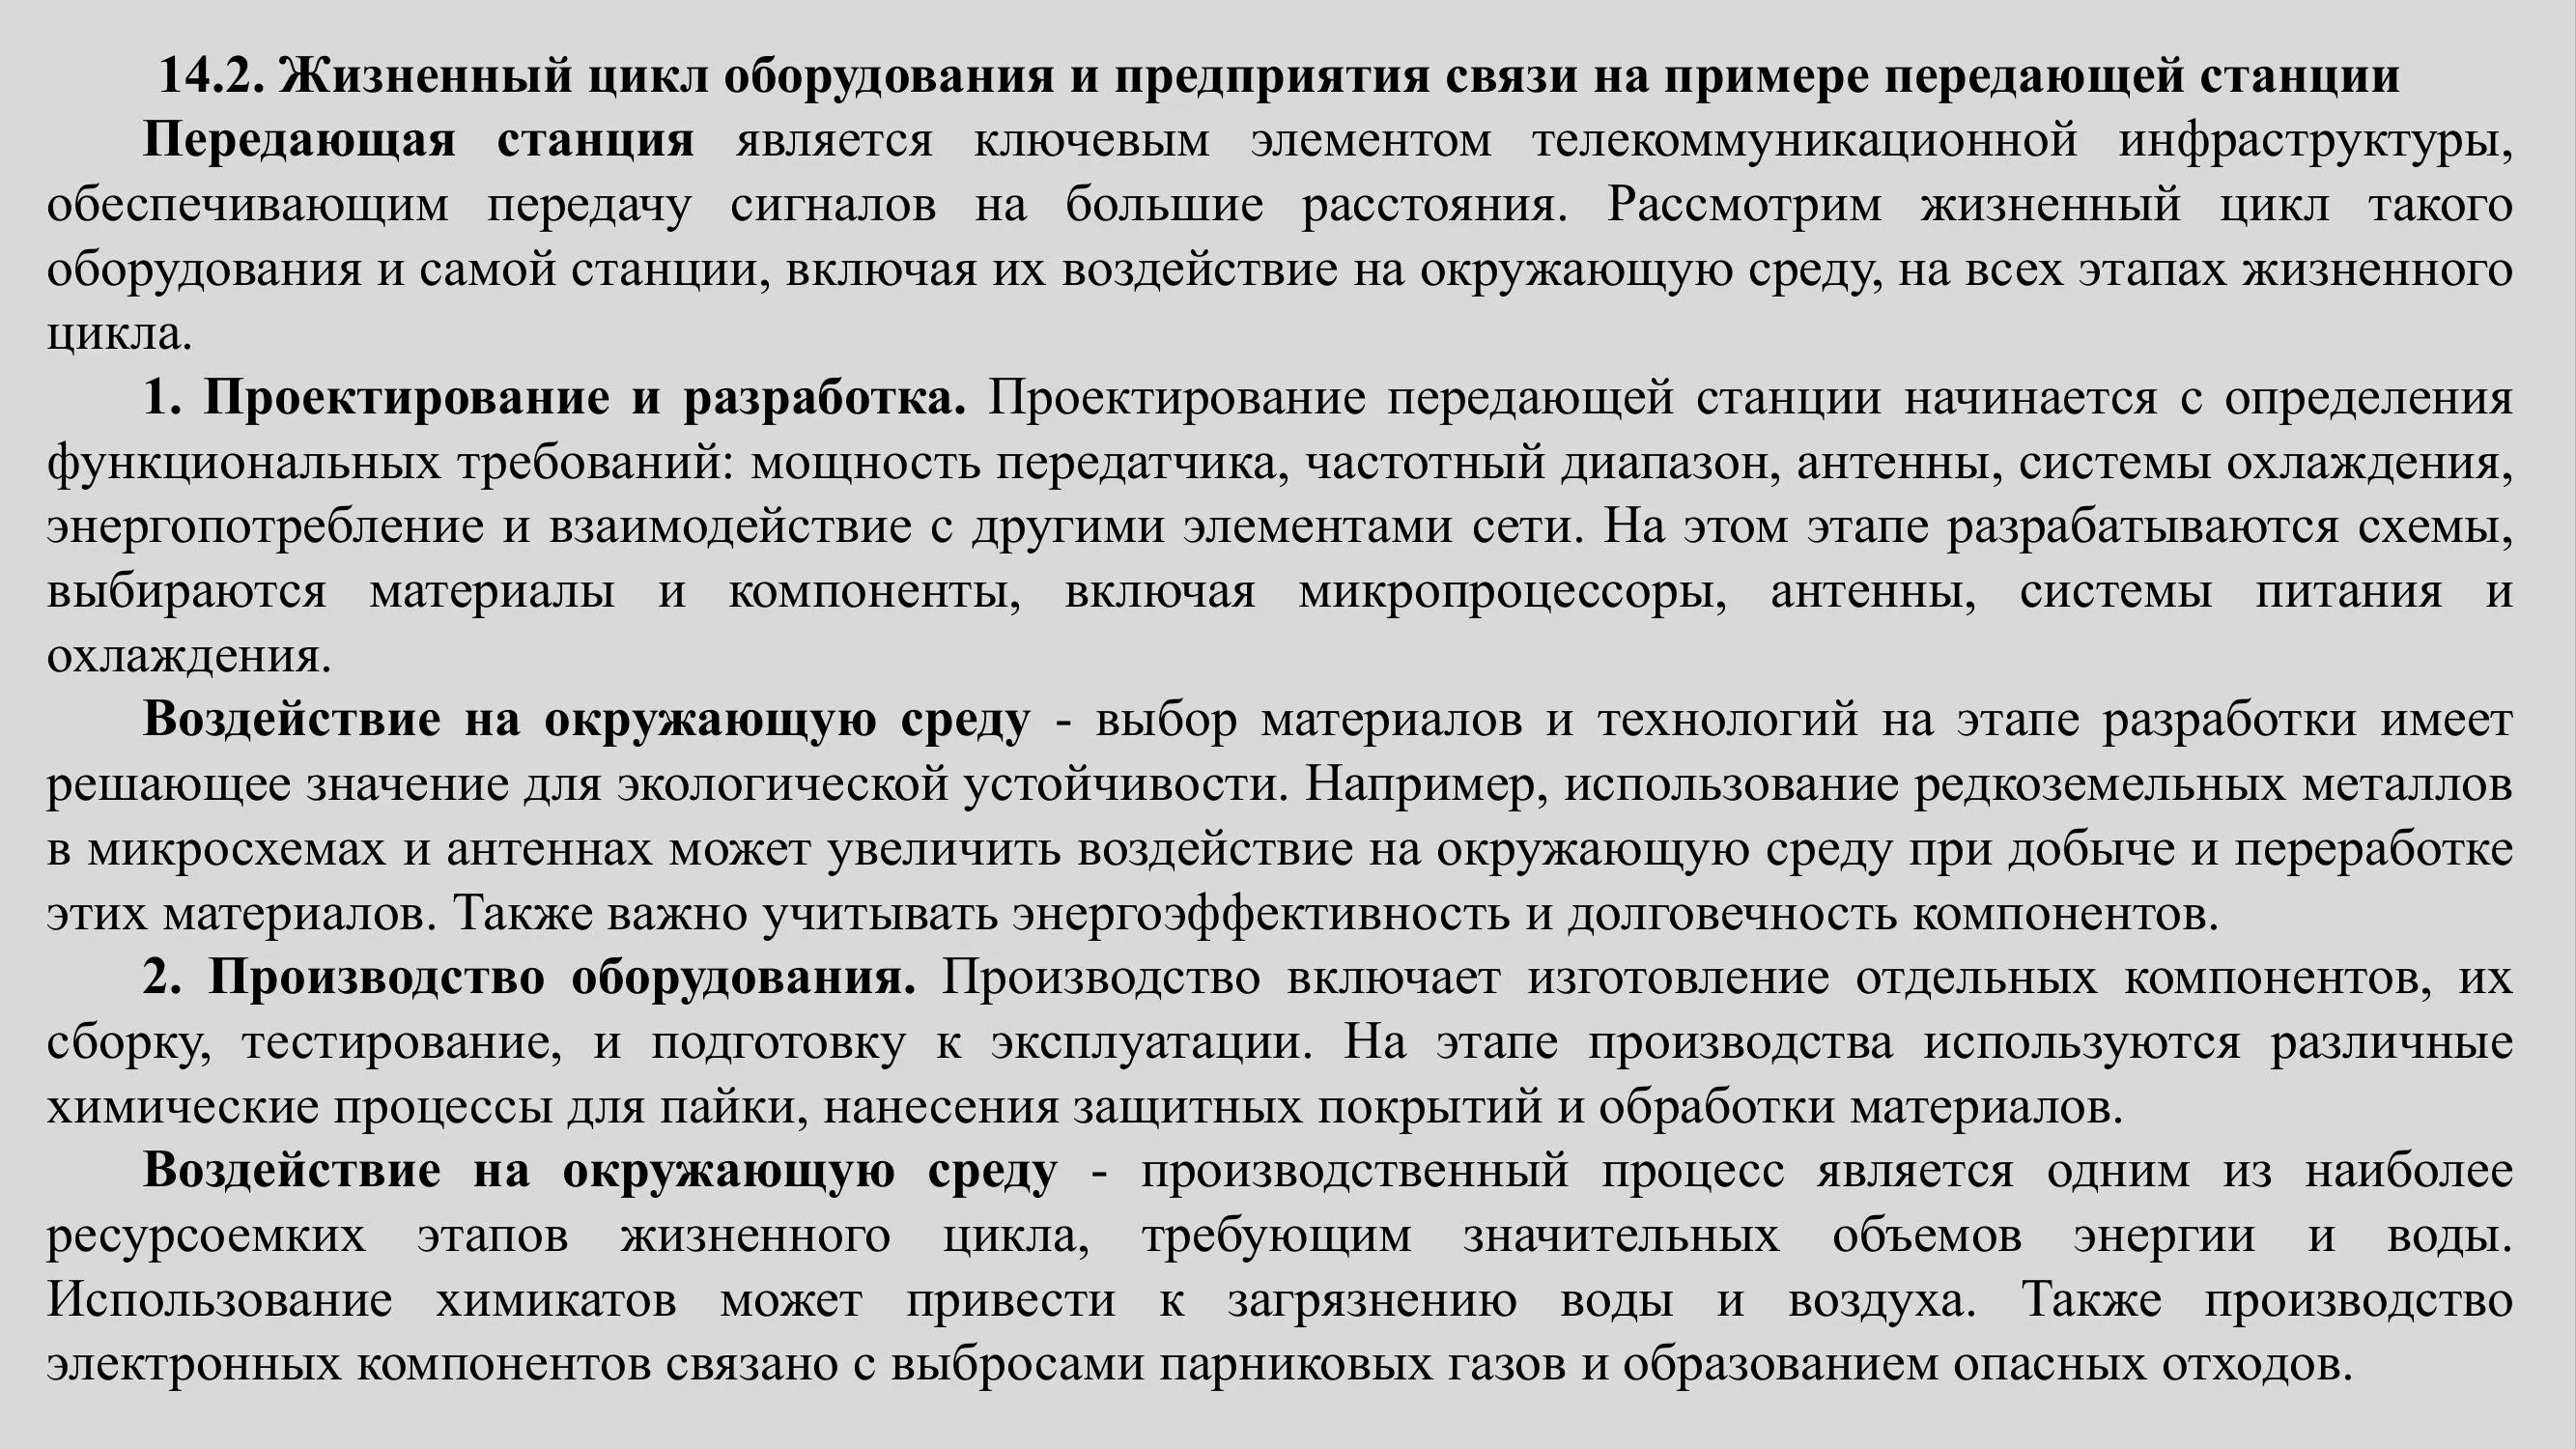 14.2. Жизненный цикл оборудования и предприятия связи на примере передающей станции
Передающая станция является ключевым элементом телекоммуникационной инфраструктуры,
обеспечивающим передачу сигналов на большие расстояния. Рассмотрим жизненный цикл такого
оборудования и самой станции, включая их воздействие на окружающую среду, на всех этапах жизненного
цикла.
1. Проектирование и разработка. Проектирование передающей станции начинается с определения
функциональных требований: мощность передатчика, частотный диапазон, антенны, системы охлаждения,
энергопотребление и взаимодействие с другими элементами сети. На этом этапе разрабатываются схемы,
выбираются материалы и компоненты, включая микропроцессоры, антенны, системы питания и
охлаждения.
Воздействие на окружающую среду - выбор материалов и технологий на этапе разработки имеет
решающее значение для экологической устойчивости. Например, использование редкоземельных металлов
в микросхемах и антеннах может увеличить воздействие на окружающую среду при добыче и переработке
этих материалов. Также важно учитывать энергоэффективность и долговечность компонентов.
2. Производство оборудования. Производство включает изготовление отдельных компонентов, их
сборку, тестирование, и подготовку к эксплуатации. На этапе производства используются различные
химические процессы для пайки, нанесения защитных покрытий и обработки материалов.
Воздействие на окружающую среду - производственный процесс является одним из наиболее
ресурсоемких этапов жизненного цикла, требующим значительных объемов энергии и воды.
Использование химикатов может привести к загрязнению воды и воздуха. Также производство
электронных компонентов связано с выбросами парниковых газов и образованием опасных отходов.